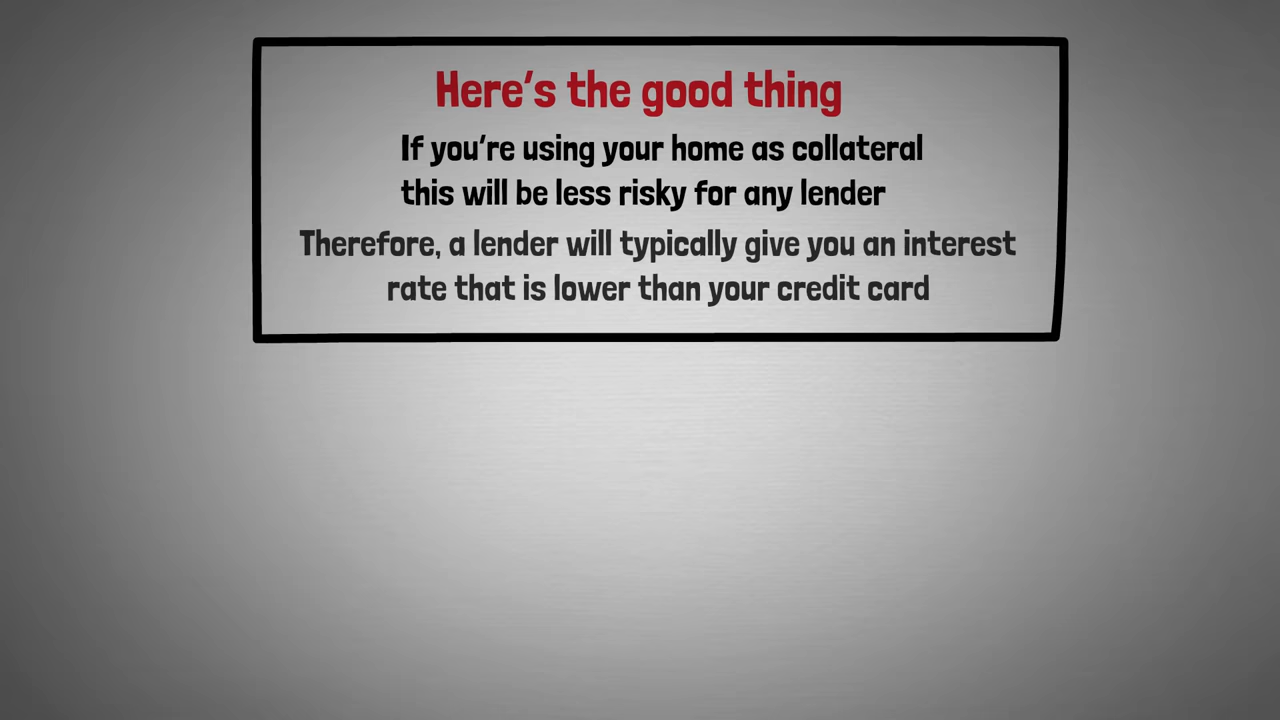 Here's the good thing
If you're using your home as collateral
this will be less risky for any lender
Therefore, a lender will typically give you an interest
rate that is lower than your credit card